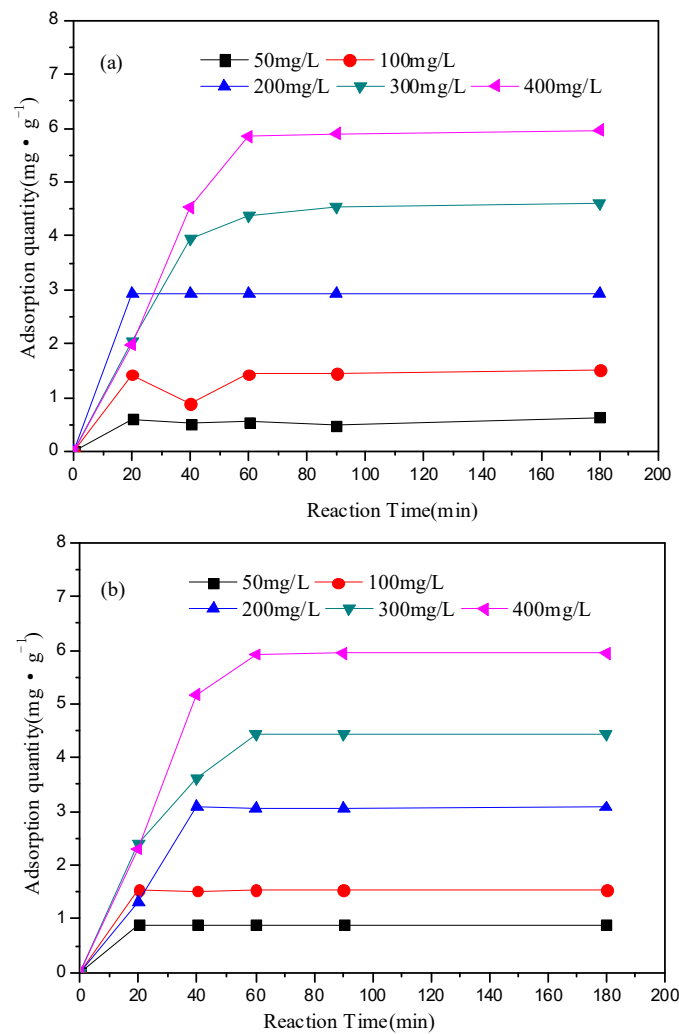 8
(a)
50mg/L 100mg/L
7
200mg/L 300mg/L 400mg/L
6
5
4
3
2
1
0
Adsorption quantity(mg•g⁻¹)
0 20 40 60 80 100 120 140 160 180 200
Reaction Time(min)
8
(b)
50mg/L 100mg/L
7
200mg/L 300mg/L 400mg/L
6
5
4
3
2
1
0
Adsorption quantity(mg•g⁻¹)
0 20 40 60 80 100 120 140 160 180 200
Reaction Time(min)